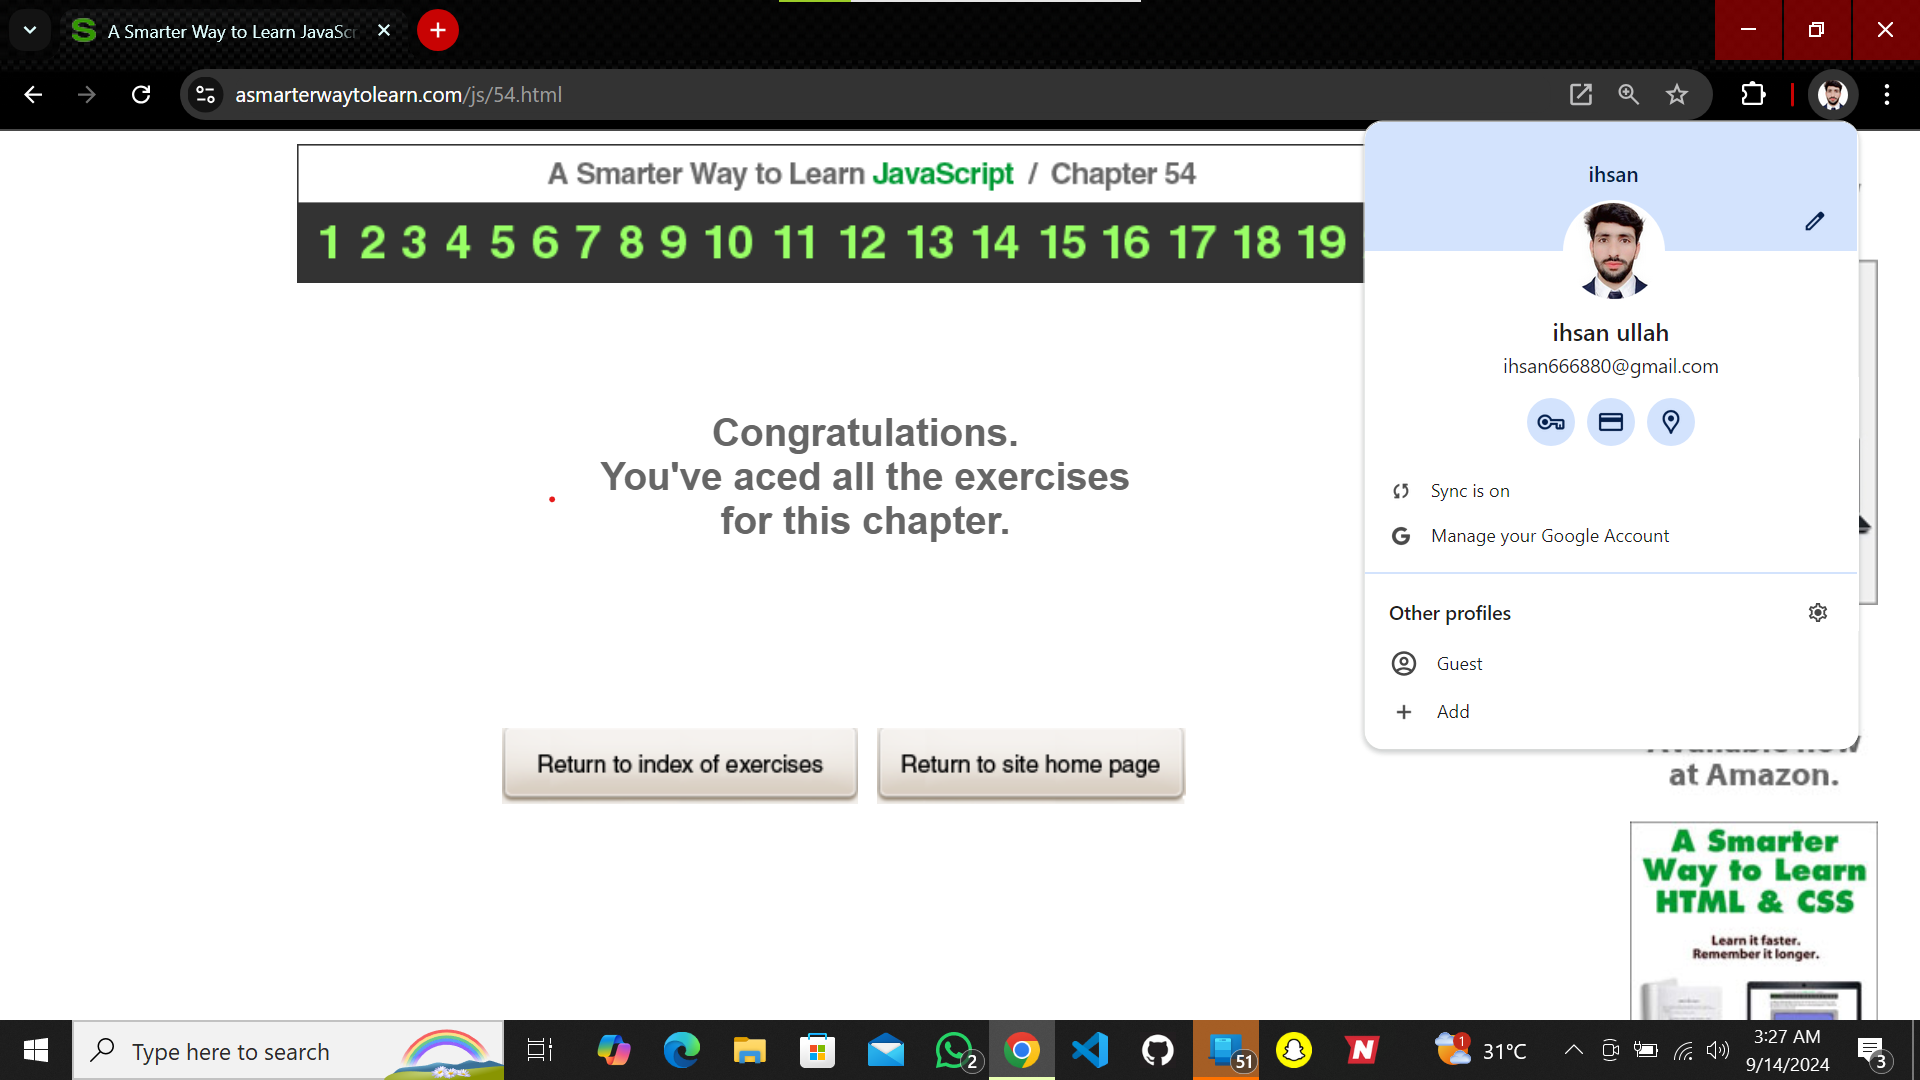 A Smarter Way to Learn JavaScr
asmarterwaytolearn.com/js/54.html
A Smarter Way to Learn JavaScript / Chapter 54
1 2 3 4 5 6 7 8 9 10 11 12 13 14 15 16 17 18 19
Congratulations.
You've aced all the exercises
for this chapter.
Return to index of exercises
Return to site home page
ihsan
ihsan ullah
ihsan666880@gmail.com
Sync is on
Manage your Google Account
Other profiles
Guest
Add
at Amazon.
A Smarter
Way to Learn
HTML & CSS
Learn it faster.
Remember it longer.
Type here to search
2
51
N
1
31°C
3:27 AM
9/14/2024
3